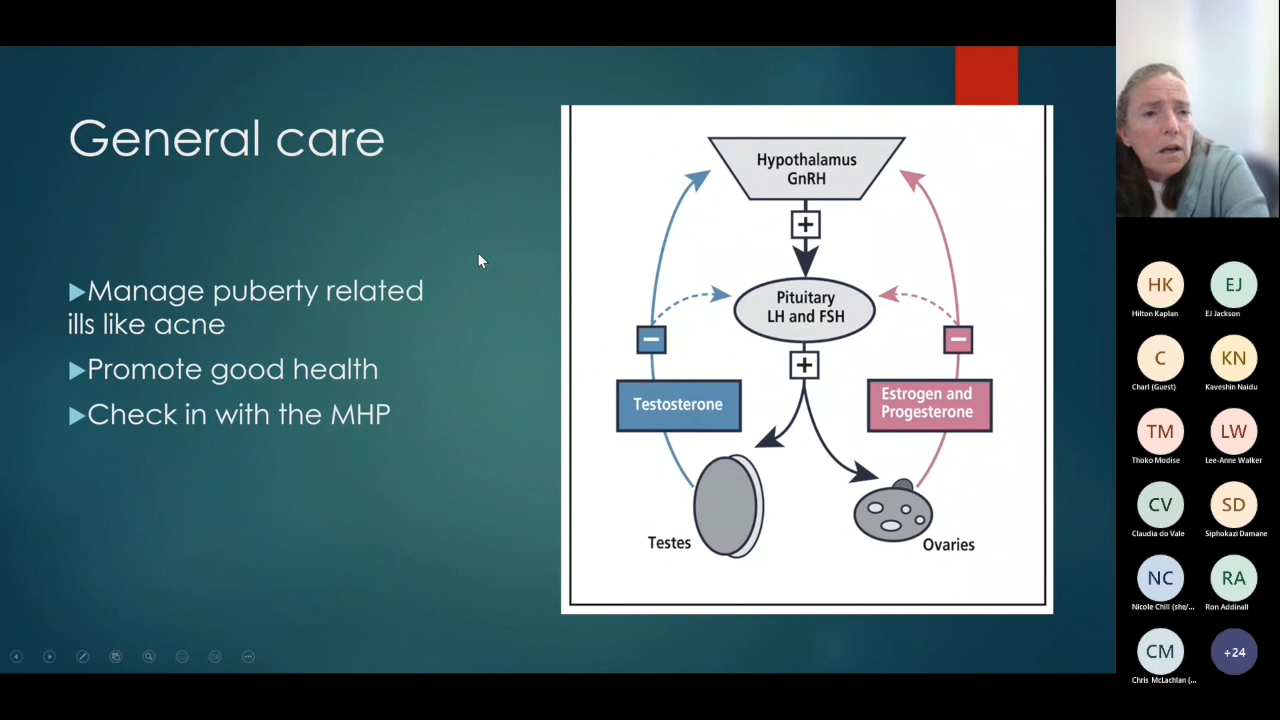 General care
▶Manage puberty related
ills like acne
▶Promote good health
▶Check in with the MHP
Hypothalamus
GnRH
+
Pituitary
LH and FSH
−
−
+
Testosterone
Estrogen and
Progesterone
Testes
Ovaries
HK
EJ
Hilton Kaplan
EJ Jackson
C
KN
Charl (Guest)
Kaveshin Naidu
TM
LW
Thoko Modise
Lee-Anne Walker
CV
SD
Claudia do Vale
Siphokazi Damane
NC
RA
Nicole Chill (she/...
Ron Addinall
CM
+24
Chris McLachlan (...